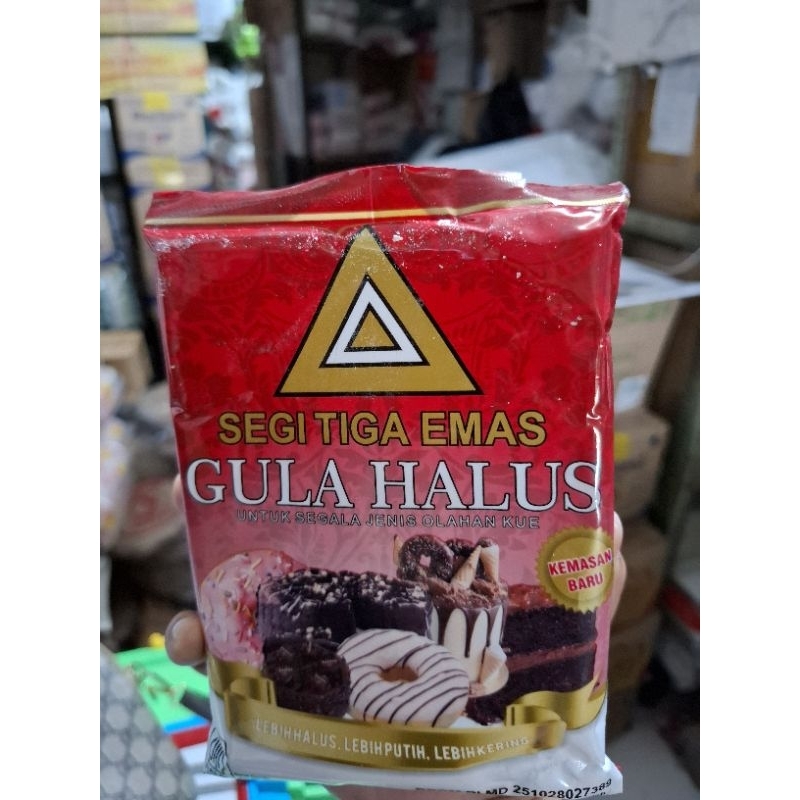 SEGI TIGA EMAS
GULA HALUS
UNTUK SEGALA JENIS OLAHAN KUE
KEMASAN
BARU
LEBIH HALUS. LEBIH PUTIH. LEBIH KERING
MD 251028027389